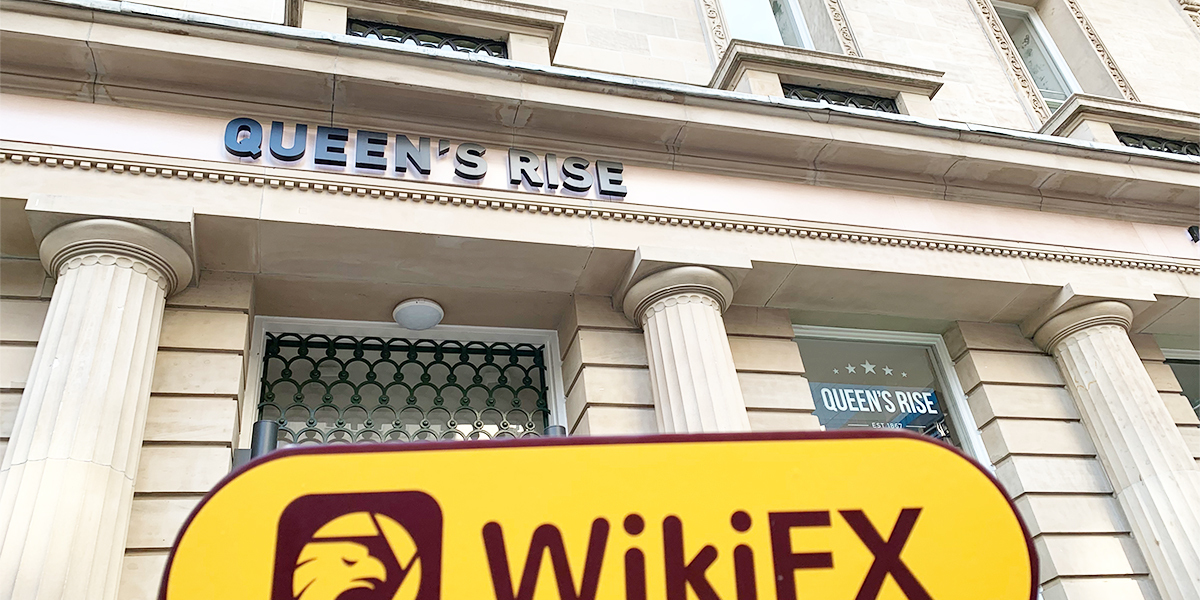 QUEEN'S RISE
QUEEN'S RISE
EST.1867
WikiFX